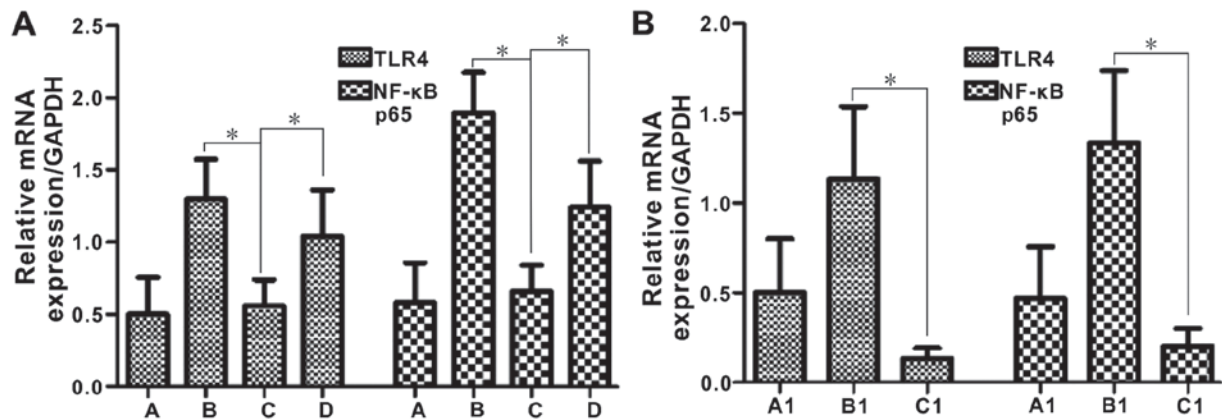 A
Relative mRNA
expression/GAPDH
2.5
2.0
1.5
1.0
0.5
0.0
TLR4
NF-κB
p65
*
*
*
*
A B C D A B C D
B
Relative mRNA
expression/GAPDH
2.0
1.5
1.0
0.5
0.0
TLR4
NF-κB
p65
*
*
A1 B1 C1 A1 B1 C1